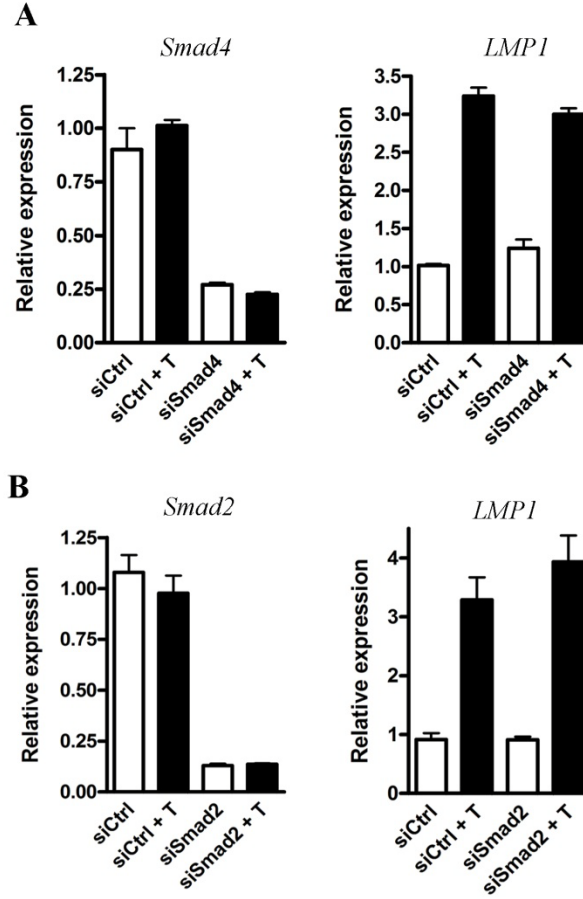 A
Smad4
LMP1
Relative expression
1.25
1.00
0.75
0.50
0.25
0.00
siCtrl
siCtrl + T
siSmad4
siSmad4 + T
Relative expression
3.5
3.0
2.5
2.0
1.5
1.0
0.5
0.0
siCtrl
siCtrl + T
siSmad4
siSmad4 + T
B
Smad2
LMP1
Relative expression
1.25
1.00
0.75
0.50
0.25
0.00
siCtrl
siCtrl + T
siSmad2
siSmad2 + T
Relative expression
4
3
2
1
0
siCtrl
siCtrl + T
siSmad2
siSmad2 + T